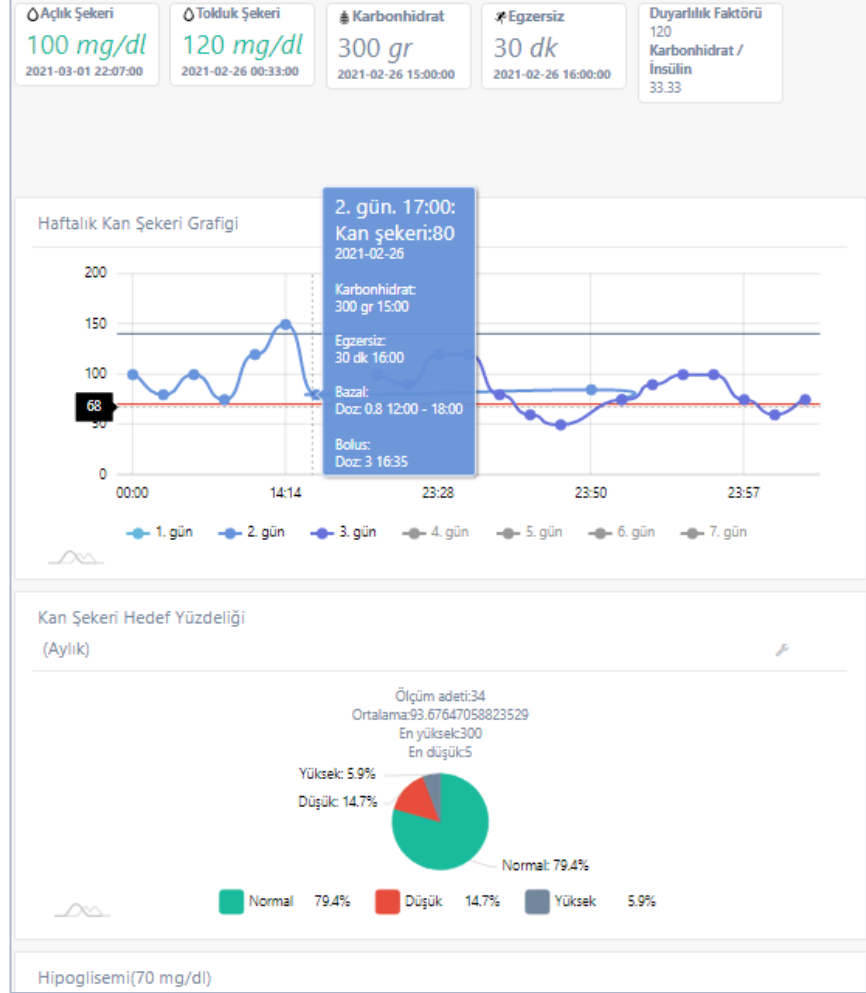 Açlık Şekeri
100 mg/dl
2021-03-01 22:07:00
Tokluk Şekeri
120 mg/dl
2021-02-26 00:33:00
Karbonhidrat
300 gr
2021-02-26 15:00:00
Egzersiz
30 dk
2021-02-26 16:00:00
Duyarlılık Faktörü
120
Karbonhidrat /
İnsülin
33.33
Haftalık Kan Şekeri Grafigi
2. gün. 17:00:
Kan şekeri:80
2021-02-26
Karbonhidrat:
300 gr 15:00
Egzersiz:
30 dk 16:00
Bazal:
Doz: 0.8 12:00 - 18:00
Bolus:
Doz: 3 16:35
200
150
100
68
50
0
00:00
14:14
23:28
23:50
23:57
1. gün
2. gün
3. gün
4. gün
5. gün
6. gün
7. gün
Kan Şekeri Hedef Yüzdeliği
(Aylık)
Ölçüm adeti:34
Ortalama:93.67647058823529
En yüksek:300
En düşük:5
Yüksek: 5.9%
Düşük: 14.7%
Normal: 79.4%
Normal 79.4%
Düşük 14.7%
Yüksek 5.9%
Hipoglisemi(70 mg/dl)